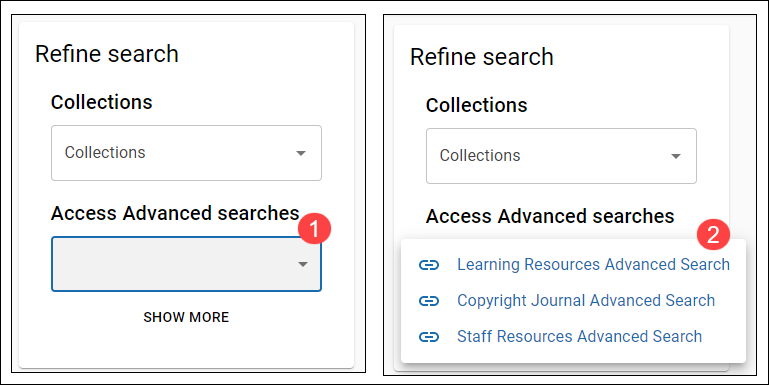 Refine search
Collections
Collections
Access Advanced searches
1
SHOW MORE
Refine search
Collections
Collections
Access Advanced searches
2
Learning Resources Advanced Search
Copyright Journal Advanced Search
Staff Resources Advanced Search